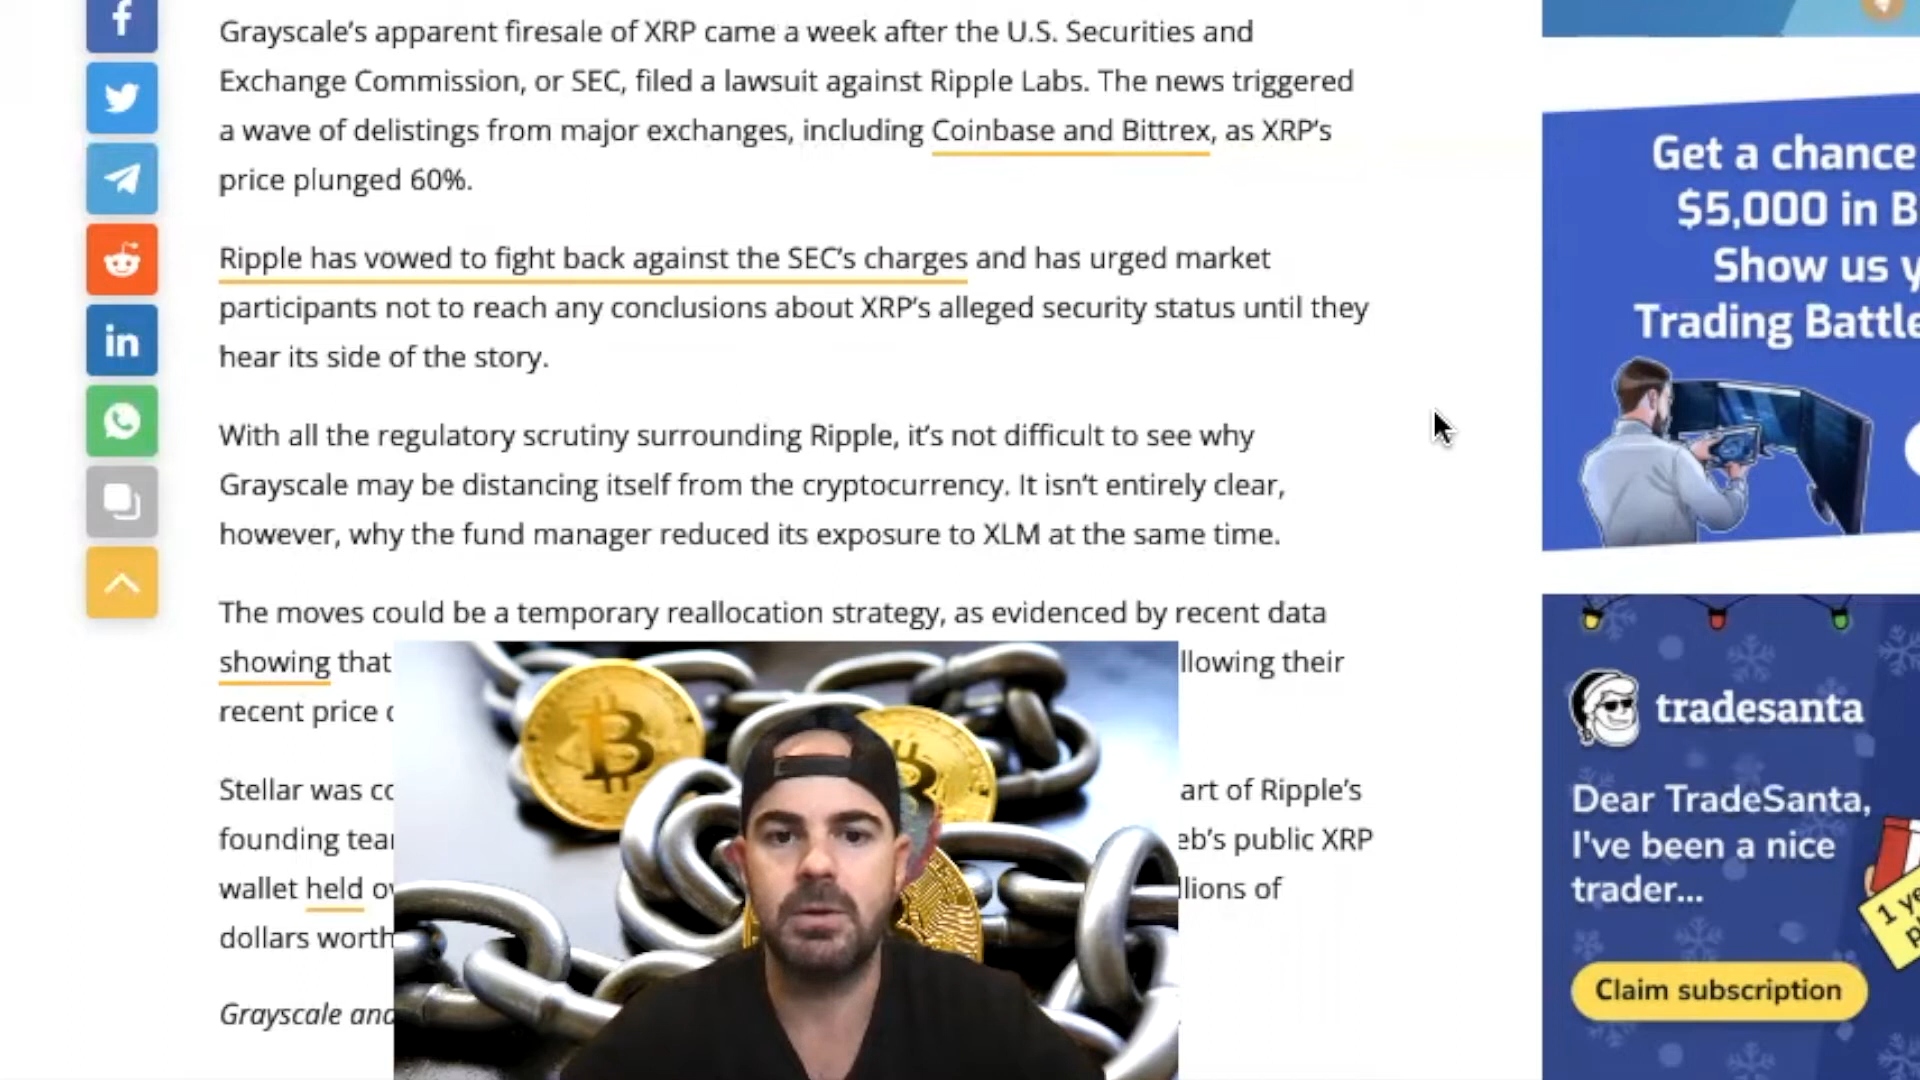 Grayscale’s apparent firesale of XRP came a week after the U.S. Securities and
Exchange Commission, or SEC, filed a lawsuit against Ripple Labs. The news triggered
a wave of delistings from major exchanges, including Coinbase and Bittrex, as XRP’s
price plunged 60%.
Ripple has vowed to fight back against the SEC’s charges and has urged market
participants not to reach any conclusions about XRP’s alleged security status until they
hear its side of the story.
With all the regulatory scrutiny surrounding Ripple, it’s not difficult to see why
Grayscale may be distancing itself from the cryptocurrency. It isn’t entirely clear,
however, why the fund manager reduced its exposure to XLM at the same time.
The moves could be a temporary reallocation strategy, as evidenced by recent data
showing that llowing their
recent price
Stellar was art of Ripple’s
founding eb’s public XRP
wallet held llions of
dollars worth
Grayscale and
in
Get a chance
$5,000 in B
Show us y
Trading Battle
tradesanta
Dear TradeSanta,
I've been a nice
trader...
1 ye
Claim subscription